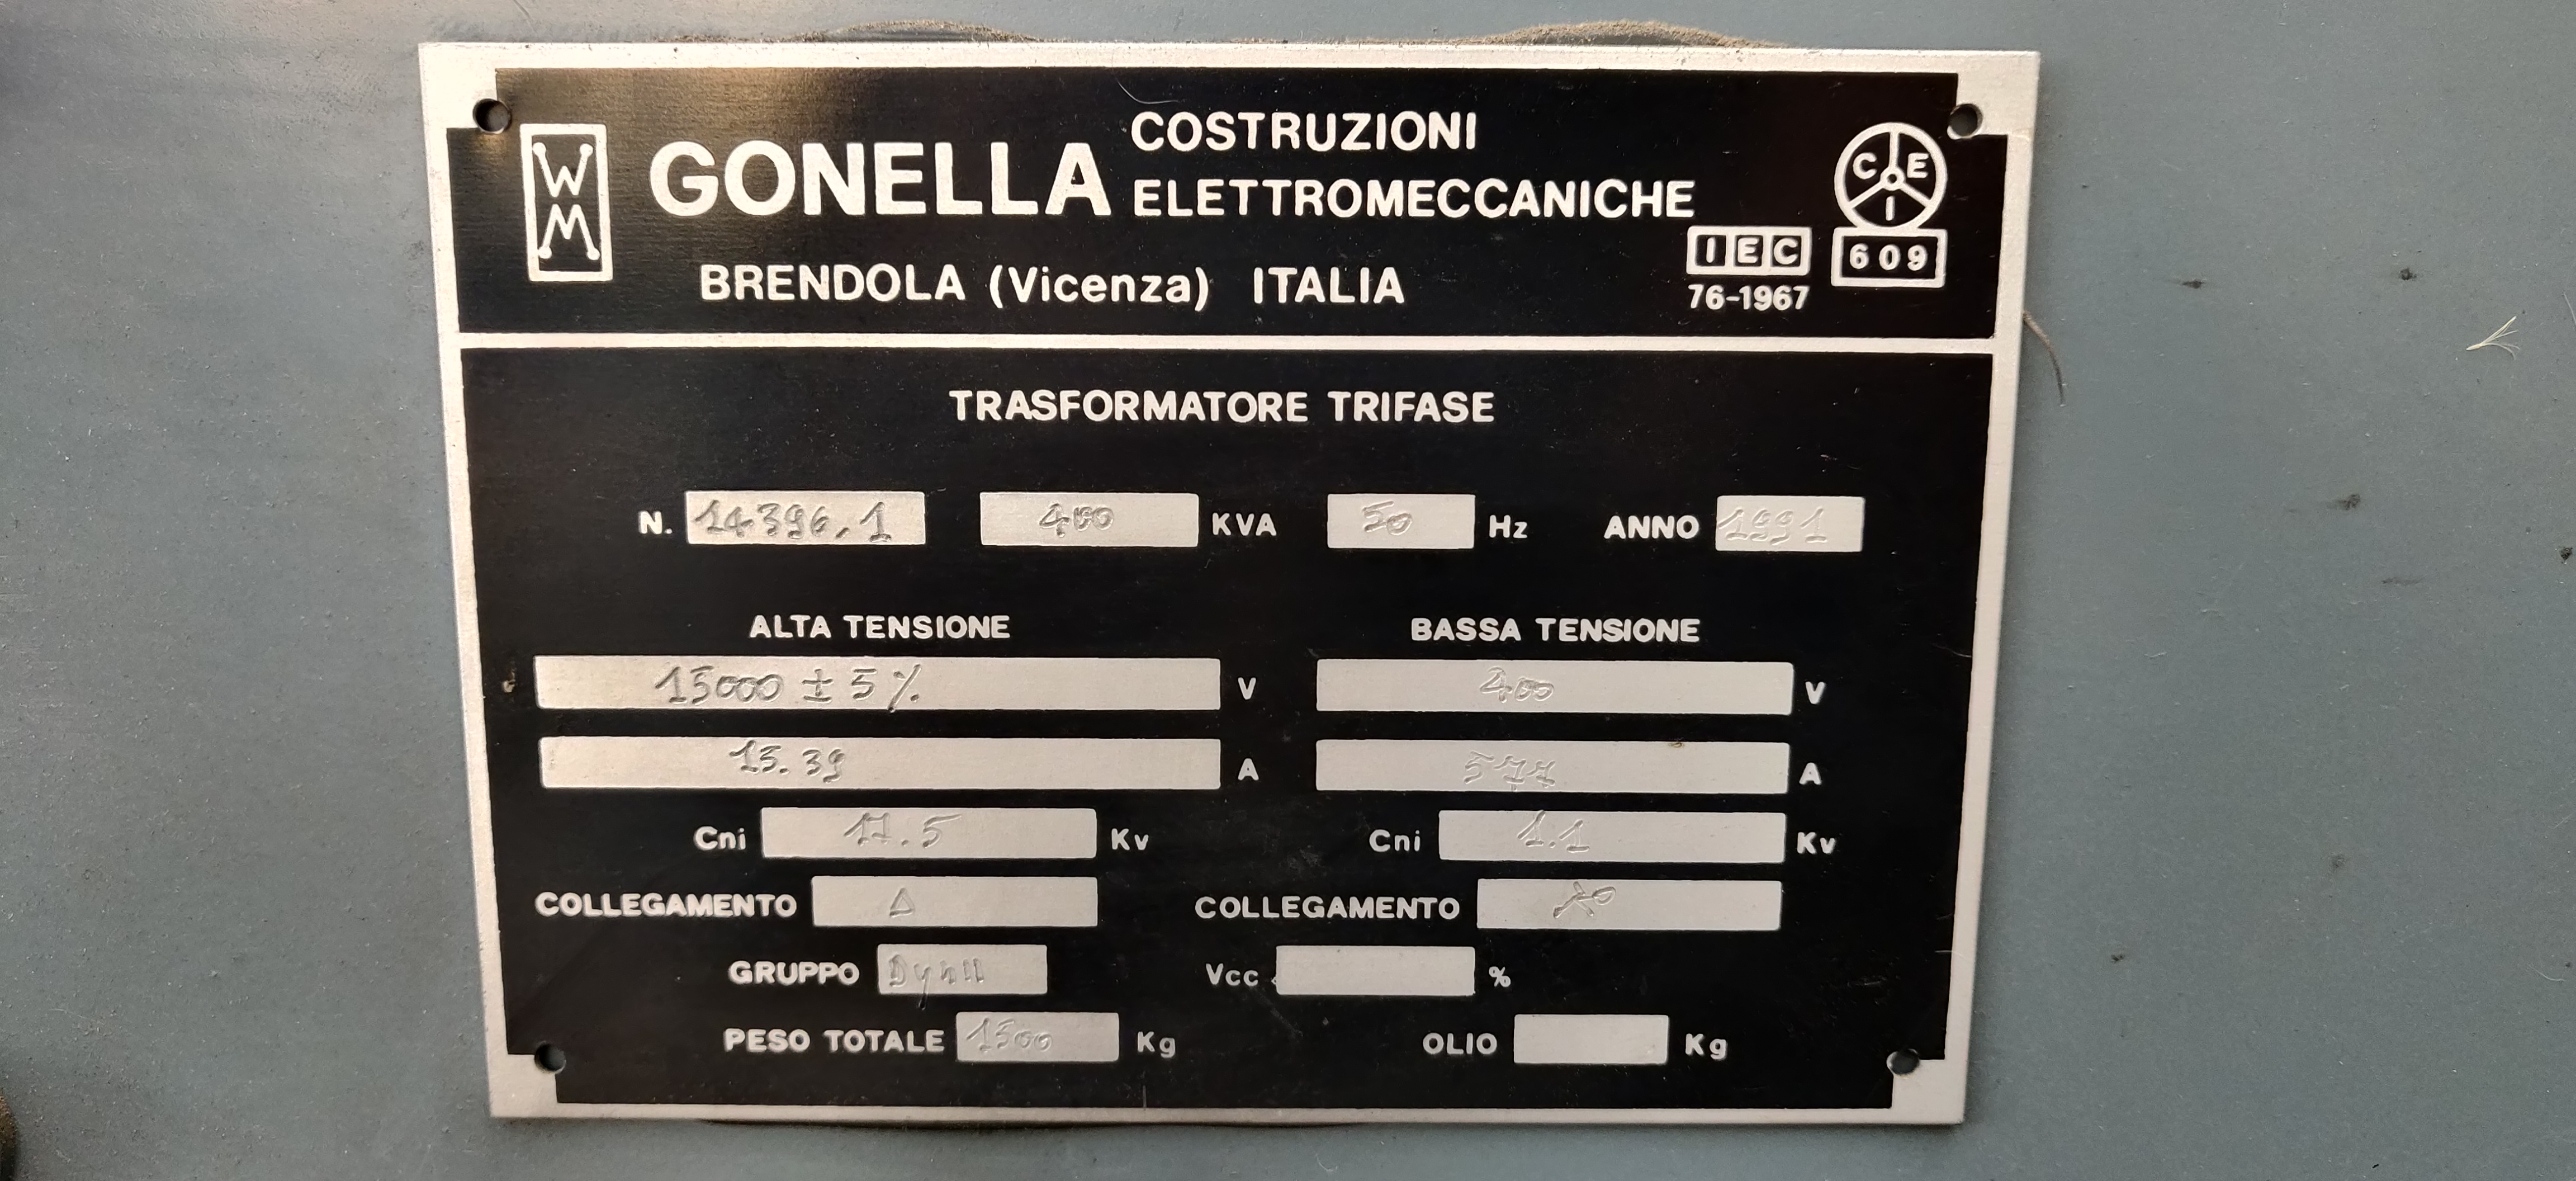 WM
GONELLA COSTRUZIONI ELETTROMECCANICHE
BRENDOLA (Vicenza) ITALIA
CEI
IEC 609
76-1967
TRASFORMATORE TRIFASE
N. 14396.1 400 KVA 50 Hz ANNO 1991
ALTA TENSIONE BASSA TENSIONE
15000 ± 5 % V 400 V
15.39 A 577 A
Cni 17.5 Kv Cni 1.1 Kv
COLLEGAMENTO Δ COLLEGAMENTO
GRUPPO Dyn11 Vcc %
PESO TOTALE 1500 Kg OLIO Kg